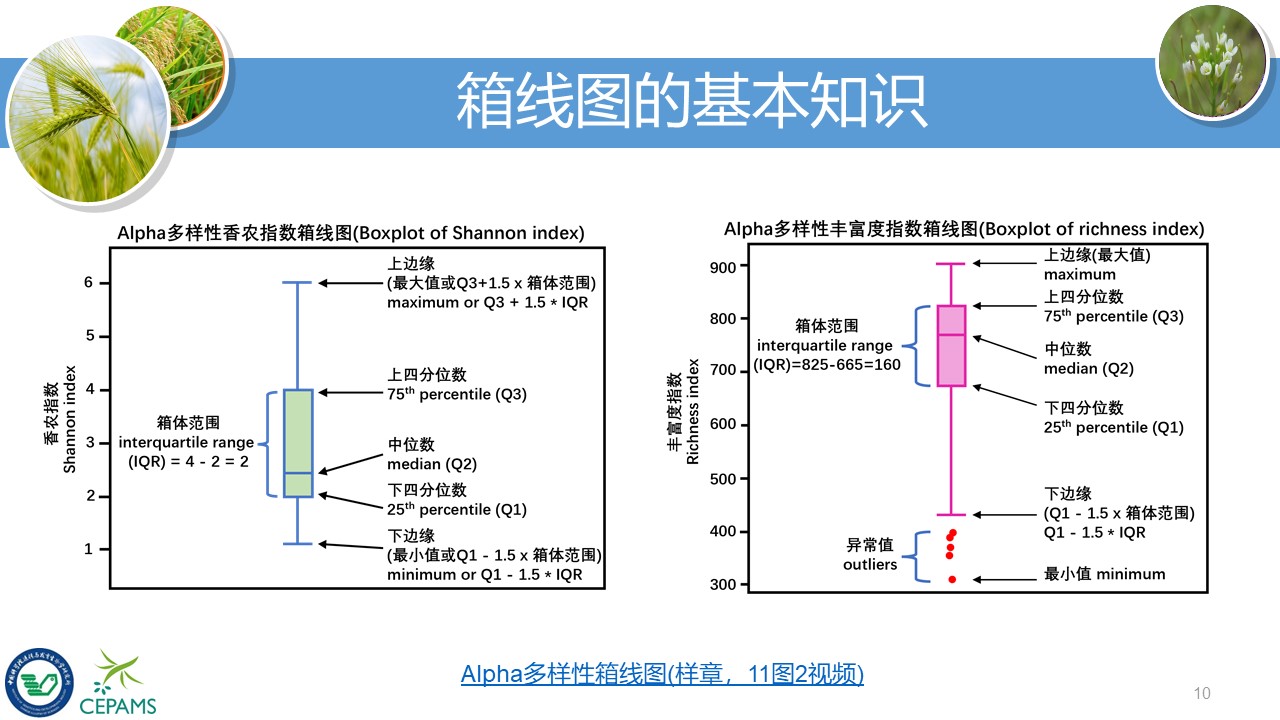 箱线图的基本知识
Alpha多样性香农指数箱线图(Boxplot of Shannon index)
香农指数
Shannon index
6
5
4
3
2
1
箱体范围
interquartile range
(IQR) = 4 - 2 = 2
上边缘
(最大值或Q3+1.5 x 箱体范围)
maximum or Q3 + 1.5 * IQR
上四分位数
75th percentile (Q3)
中位数
median (Q2)
下四分位数
25th percentile (Q1)
下边缘
(最小值或Q1 - 1.5 x 箱体范围)
minimum or Q1 - 1.5 * IQR
Alpha多样性丰富度指数箱线图(Boxplot of richness index)
丰富度指数
Richness index
900
800
700
600
500
400
300
箱体范围
interquartile range
(IQR)=825-665=160
异常值
outliers
上边缘(最大值)
maximum
上四分位数
75th percentile (Q3)
中位数
median (Q2)
下四分位数
25th percentile (Q1)
下边缘
(Q1 - 1.5 x 箱体范围)
Q1 - 1.5 * IQR
最小值 minimum
CEPAMS
Alpha多样性箱线图(样章，11图2视频)
10